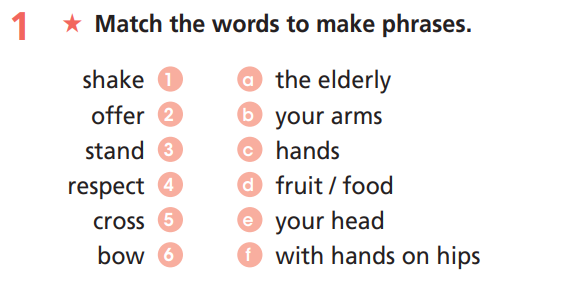 1 ★ Match the words to make phrases.
shake 1 a the elderly
offer 2 b your arms
stand 3 c hands
respect 4 d fruit / food
cross 5 e your head
bow 6 f with hands on hips